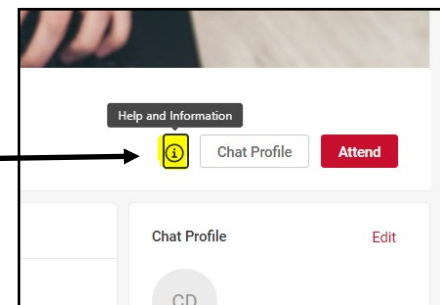 Help and Information
Chat Profile Attend
Chat Profile Edit
CD